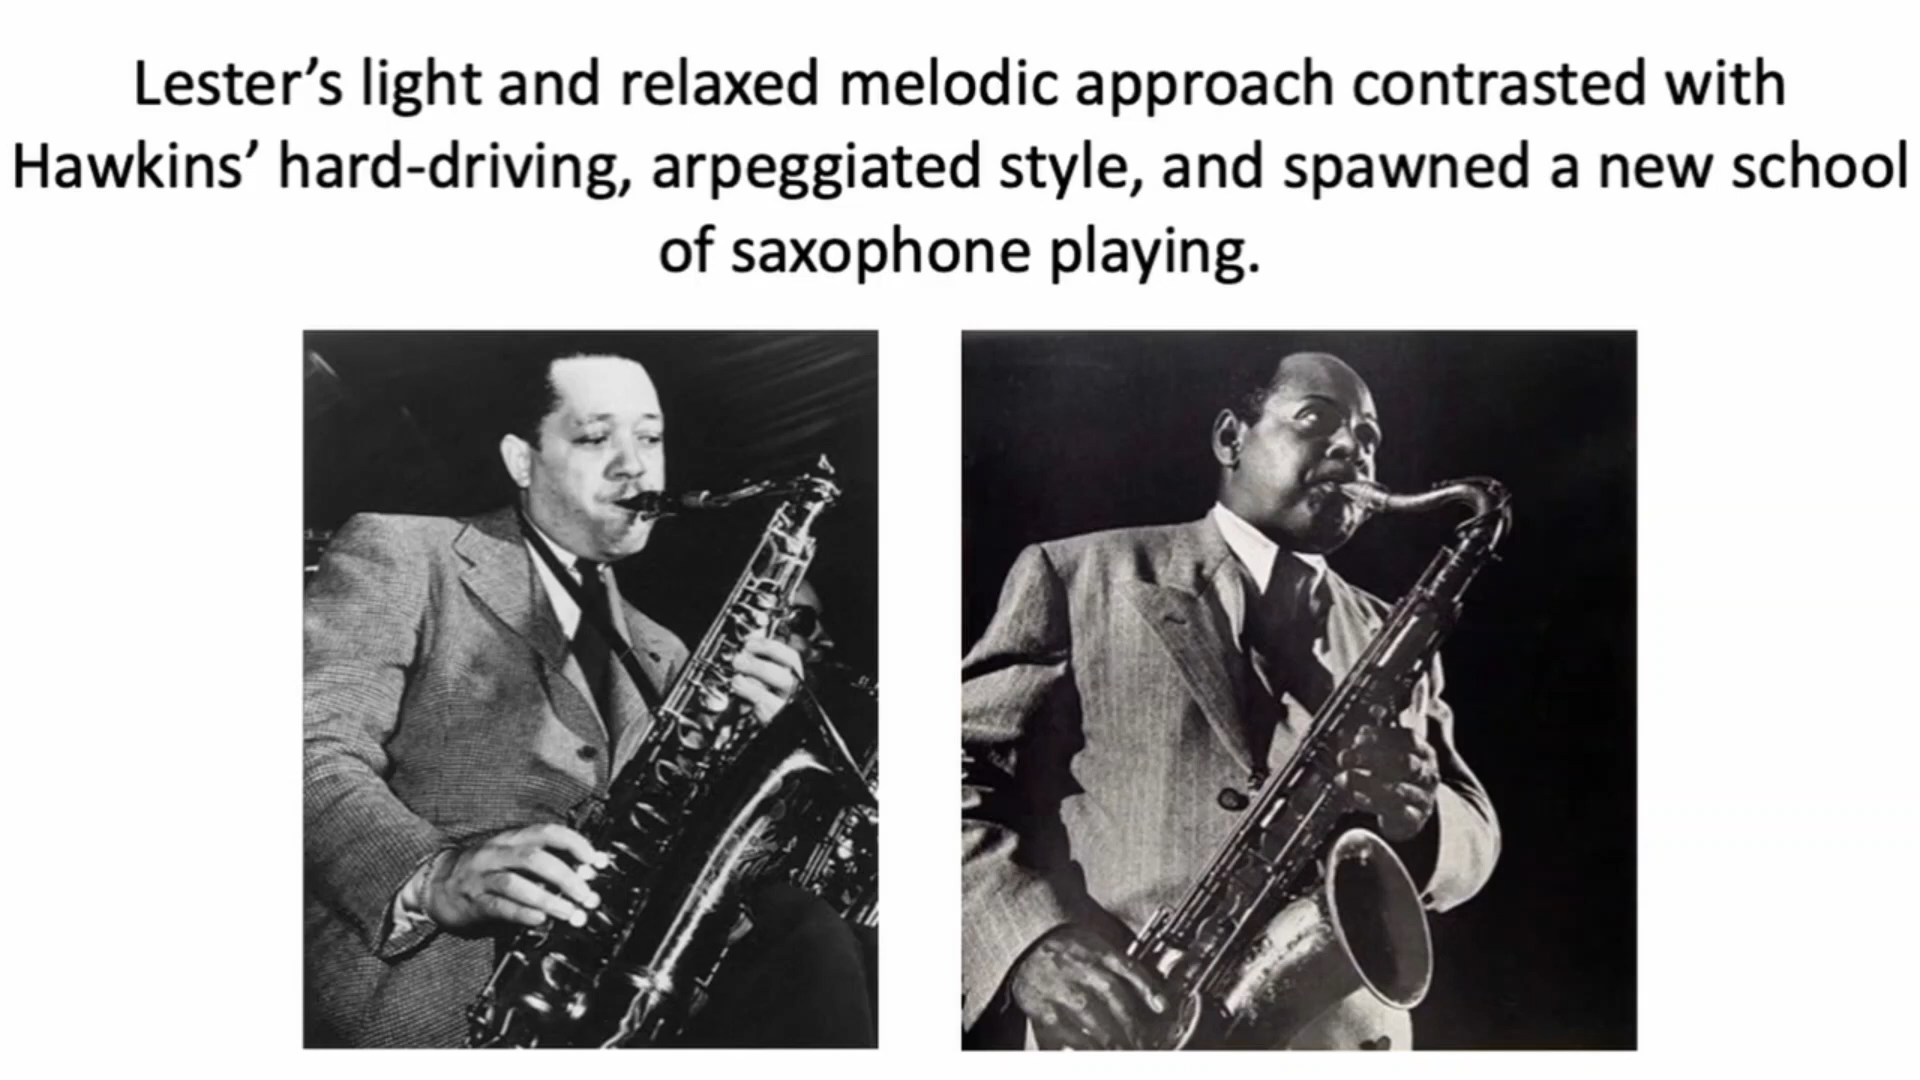 Lester’s light and relaxed melodic approach contrasted with
Hawkins’ hard-driving, arpeggiated style, and spawned a new school
of saxophone playing.